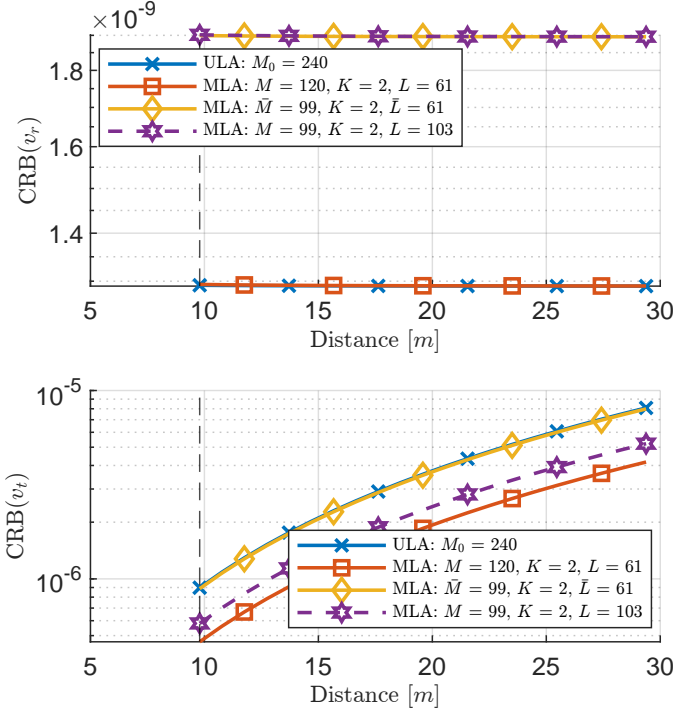 ×10⁻⁹
1.8
1.6
1.4
CRB(v_r)
ULA: M₀ = 240
MLA: M = 120, K = 2, L = 61
MLA: M̄ = 99, K = 2, L̄ = 61
MLA: M = 99, K = 2, L = 103
5 10 15 20 25 30
Distance [m]
10⁻⁵
10⁻⁶
CRB(v_t)
ULA: M₀ = 240
MLA: M = 120, K = 2, L = 61
MLA: M̄ = 99, K = 2, L̄ = 61
MLA: M = 99, K = 2, L = 103
5 10 15 20 25 30
Distance [m]